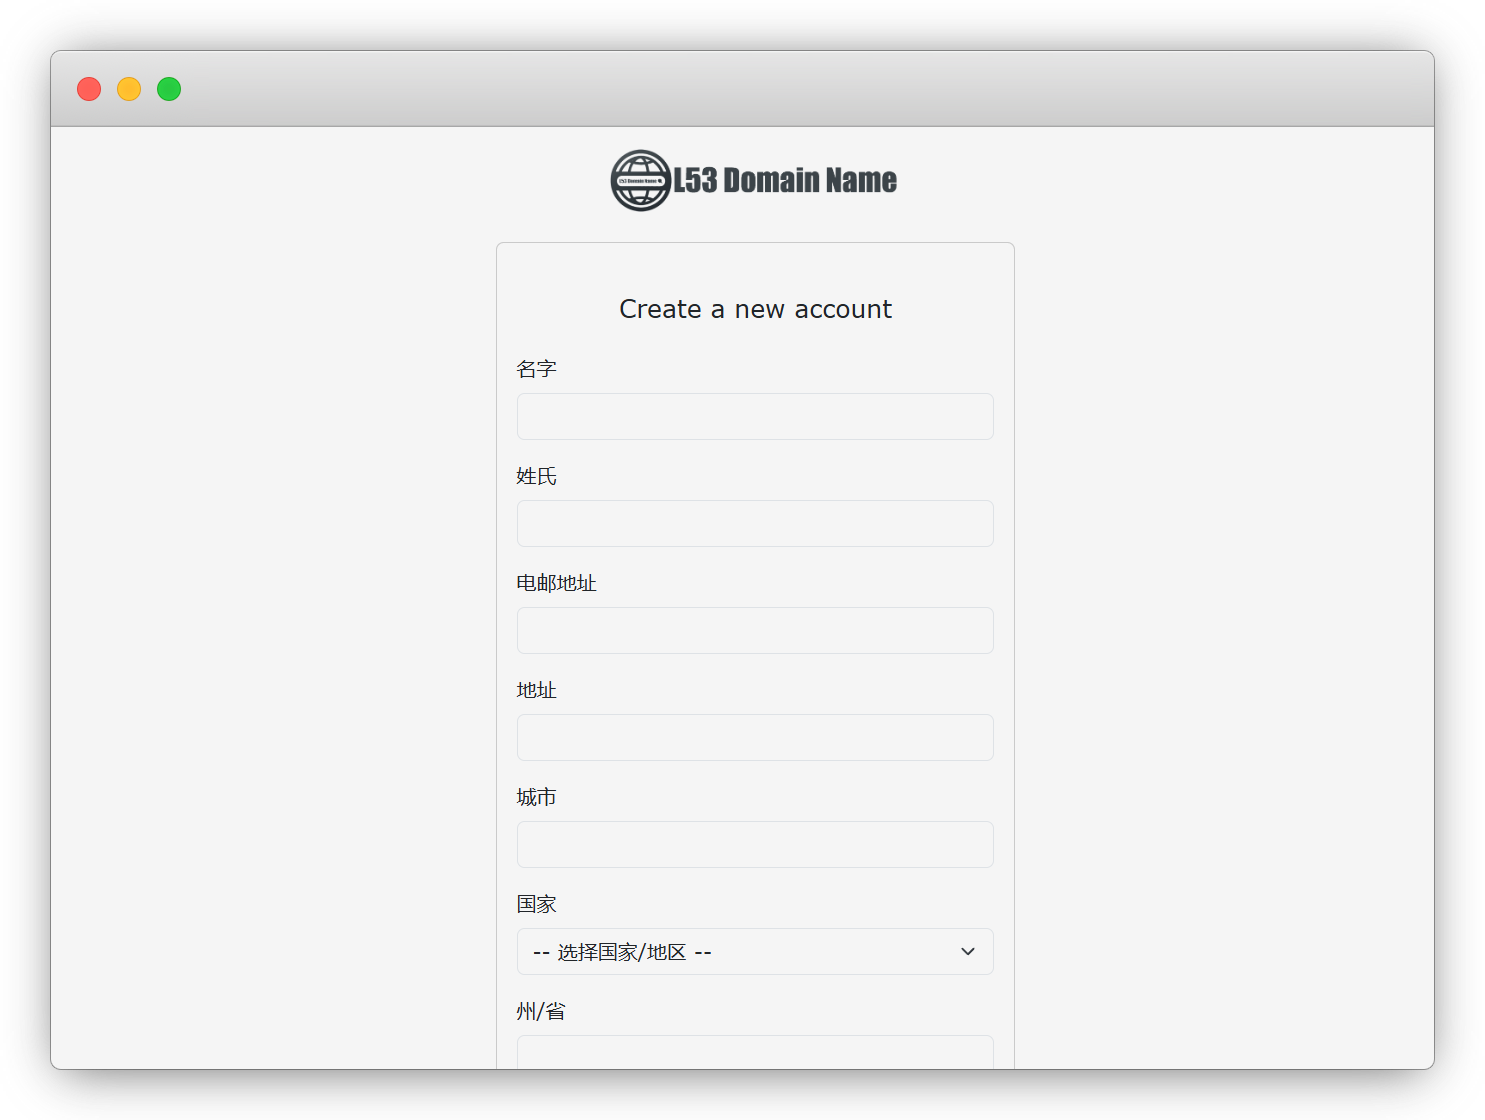 L53 Domain Name
Create a new account
名字
姓氏
电邮地址
地址
城市
国家
-- 选择国家/地区 --
州/省